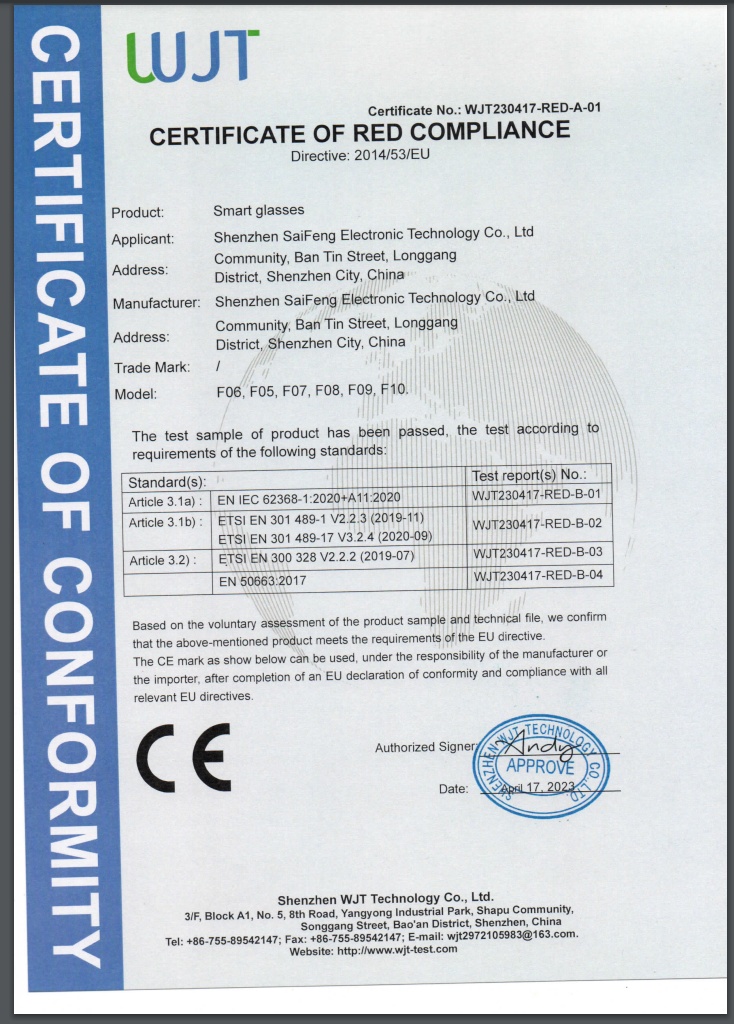 CERTIFICATE OF CONFORMITY
WJT
Certificate No.: WJT230417-RED-A-01
CERTIFICATE OF RED COMPLIANCE
Directive: 2014/53/EU
Product: Smart glasses
Applicant: Shenzhen SaiFeng Electronic Technology Co., Ltd
Address: Community, Ban Tin Street, Longgang
District, Shenzhen City, China
Manufacturer: Shenzhen SaiFeng Electronic Technology Co., Ltd
Address: Community, Ban Tin Street, Longgang
District, Shenzhen City, China
Trade Mark: /
Model: F06, F05, F07, F08, F09, F10.
The test sample of product has been passed, the test according to
requirements of the following standards:
Standard(s): Test report(s) No.:
Article 3.1a) : EN IEC 62368-1:2020+A11:2020 WJT230417-RED-B-01
Article 3.1b) : ETSI EN 301 489-1 V2.2.3 (2019-11) WJT230417-RED-B-02
ETSI EN 301 489-17 V3.2.4 (2020-09)
Article 3.2) : ETSI EN 300 328 V2.2.2 (2019-07) WJT230417-RED-B-03
EN 50663:2017 WJT230417-RED-B-04
Based on the voluntary assessment of the product sample and technical file, we confirm
that the above-mentioned product meets the requirements of the EU directive.
The CE mark as show below can be used, under the responsibility of the manufacturer or
the importer, after completion of an EU declaration of conformity and compliance with all
relevant EU directives.
CE
Authorized Signer
Andy
SHENZHEN WJT TECHNOLOGY CO.,LTD.
APPROVE
Date: April 17, 2023
Shenzhen WJT Technology Co., Ltd.
3/F, Block A1, No. 5, 8th Road, Yangyong Industrial Park, Shapu Community,
Songgang Street, Bao'an District, Shenzhen, China
Tel: +86-755-89542147; Fax: +86-755-89542147; E-mail: wjt2972105983@163.com.
Website: http://www.wjt-test.com